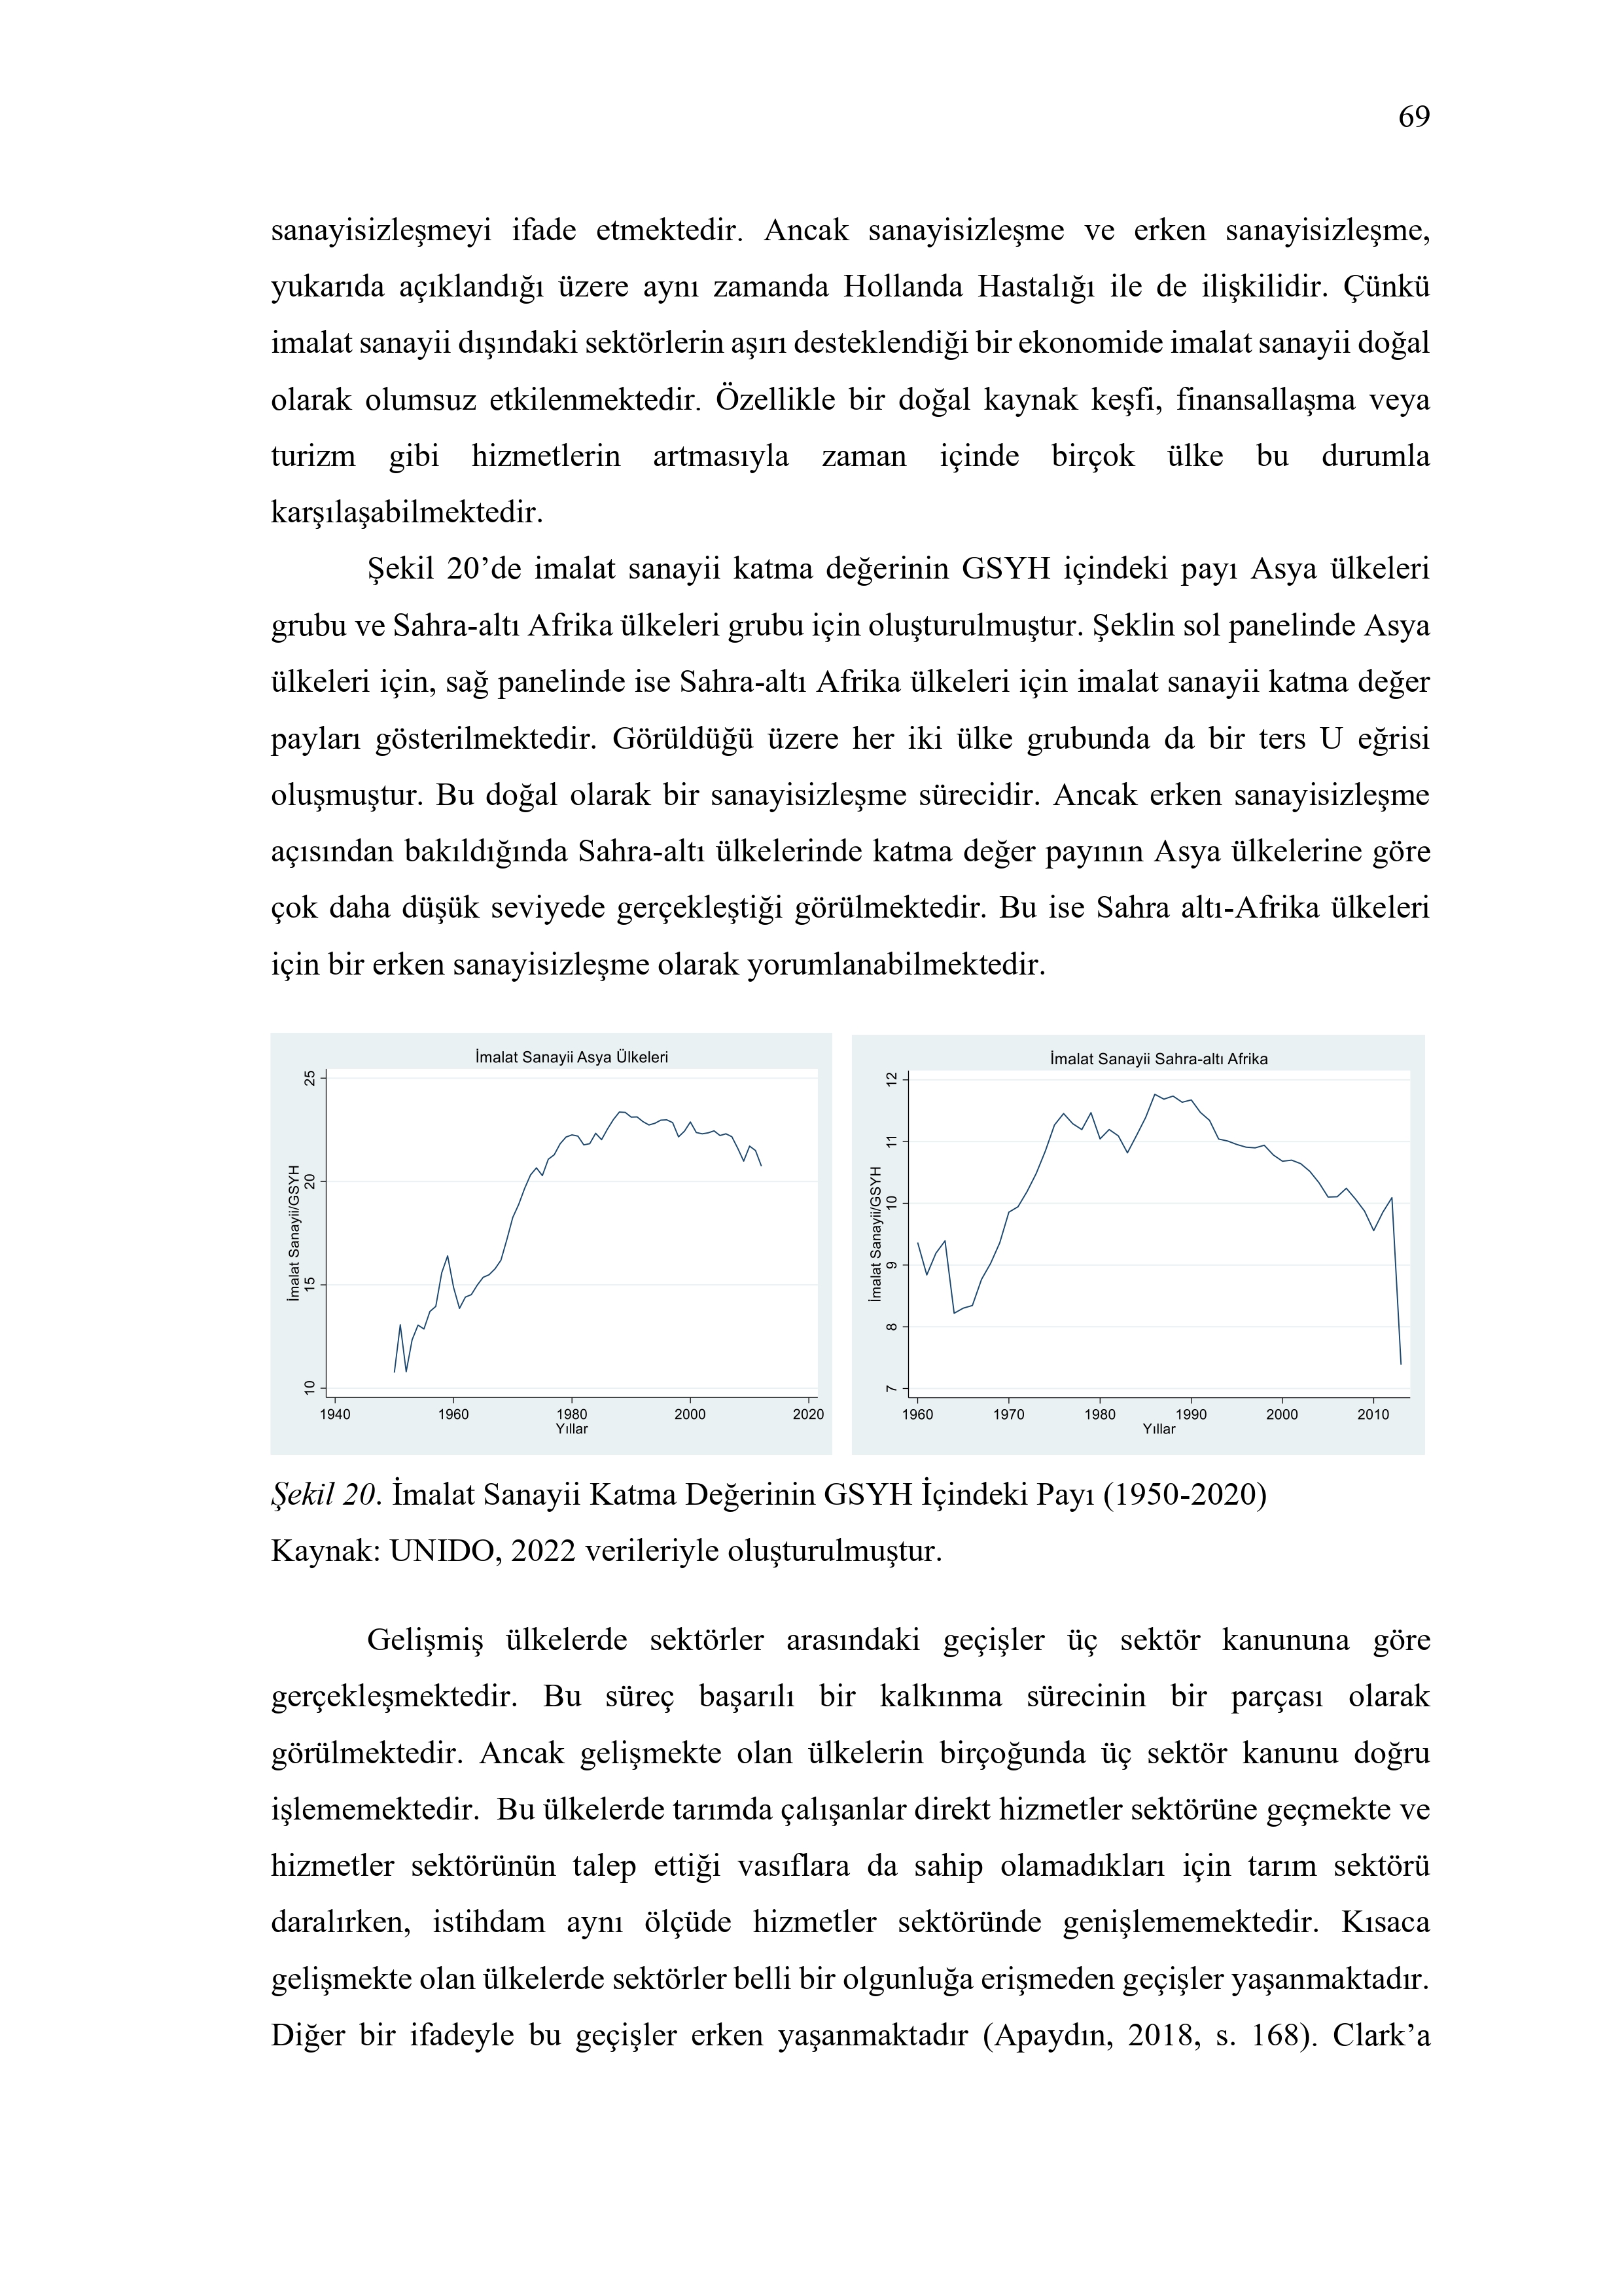 69
sanayisizleşmeyi ifade etmektedir. Ancak sanayisizleşme ve erken sanayisizleşme,
yukarıda açıklandığı üzere aynı zamanda Hollanda Hastalığı ile de ilişkilidir. Çünkü
imalat sanayii dışındaki sektörlerin aşırı desteklendiği bir ekonomide imalat sanayii doğal
olarak olumsuz etkilenmektedir. Özellikle bir doğal kaynak keşfi, finansallaşma veya
turizm gibi hizmetlerin artmasıyla zaman içinde birçok ülke bu durumla
karşılaşabilmektedir.
Şekil 20’de imalat sanayii katma değerinin GSYH içindeki payı Asya ülkeleri
grubu ve Sahra-altı Afrika ülkeleri grubu için oluşturulmuştur. Şeklin sol panelinde Asya
ülkeleri için, sağ panelinde ise Sahra-altı Afrika ülkeleri için imalat sanayii katma değer
payları gösterilmektedir. Görüldüğü üzere her iki ülke grubunda da bir ters U eğrisi
oluşmuştur. Bu doğal olarak bir sanayisizleşme sürecidir. Ancak erken sanayisizleşme
açısından bakıldığında Sahra-altı ülkelerinde katma değer payının Asya ülkelerine göre
çok daha düşük seviyede gerçekleştiği görülmektedir. Bu ise Sahra altı-Afrika ülkeleri
için bir erken sanayisizleşme olarak yorumlanabilmektedir.
İmalat Sanayii Asya Ülkeleri
İmalat Sanayii/GSYH
25
20
15
10
1940 1960 1980 2000 2020
Yıllar
İmalat Sanayii Sahra-altı Afrika
İmalat Sanayii/GSYH
12
11
10
9
8
7
1960 1970 1980 1990 2000 2010
Yıllar
Şekil 20. İmalat Sanayii Katma Değerinin GSYH İçindeki Payı (1950-2020)
Kaynak: UNIDO, 2022 verileriyle oluşturulmuştur.
Gelişmiş ülkelerde sektörler arasındaki geçişler üç sektör kanununa göre
gerçekleşmektedir. Bu süreç başarılı bir kalkınma sürecinin bir parçası olarak
görülmektedir. Ancak gelişmekte olan ülkelerin birçoğunda üç sektör kanunu doğru
işlememektedir. Bu ülkelerde tarımda çalışanlar direkt hizmetler sektörüne geçmekte ve
hizmetler sektörünün talep ettiği vasıflara da sahip olamadıkları için tarım sektörü
daralırken, istihdam aynı ölçüde hizmetler sektöründe genişlememektedir. Kısaca
gelişmekte olan ülkelerde sektörler belli bir olgunluğa erişmeden geçişler yaşanmaktadır.
Diğer bir ifadeyle bu geçişler erken yaşanmaktadır (Apaydın, 2018, s. 168). Clark’a